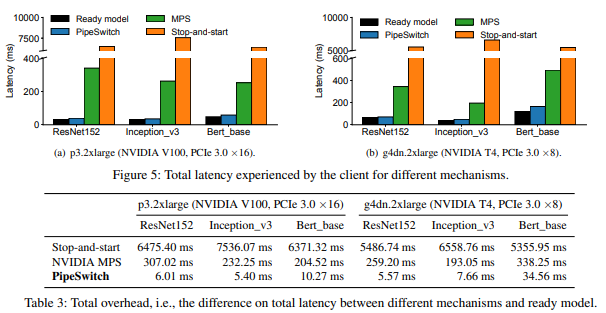 10000
7500
5000
400
200
0
Latency (ms)
Ready model
PipeSwitch
MPS
Stop-and-start
ResNet152 Inception_v3 Bert_base
(a) p3.2xlarge (NVIDIA V100, PCIe 3.0 ×16).
10000
5000
600
400
200
0
Latency (ms)
Ready model
PipeSwitch
MPS
Stop-and-start
ResNet152 Inception_v3 Bert_base
(b) g4dn.2xlarge (NVIDIA T4, PCIe 3.0 ×8).
Figure 5: Total latency experienced by the client for different mechanisms.
p3.2xlarge (NVIDIA V100, PCIe 3.0 ×16) g4dn.2xlarge (NVIDIA T4, PCIe 3.0 ×8)
ResNet152 Inception_v3 Bert_base ResNet152 Inception_v3 Bert_base
Stop-and-start 6475.40 ms 7536.07 ms 6371.32 ms 5486.74 ms 6558.76 ms 5355.95 ms
NVIDIA MPS 307.02 ms 232.25 ms 204.52 ms 259.20 ms 193.05 ms 338.25 ms
PipeSwitch 6.01 ms 5.40 ms 10.27 ms 5.57 ms 7.66 ms 34.56 ms
Table 3: Total overhead, i.e., the difference on total latency between different mechanisms and ready model.